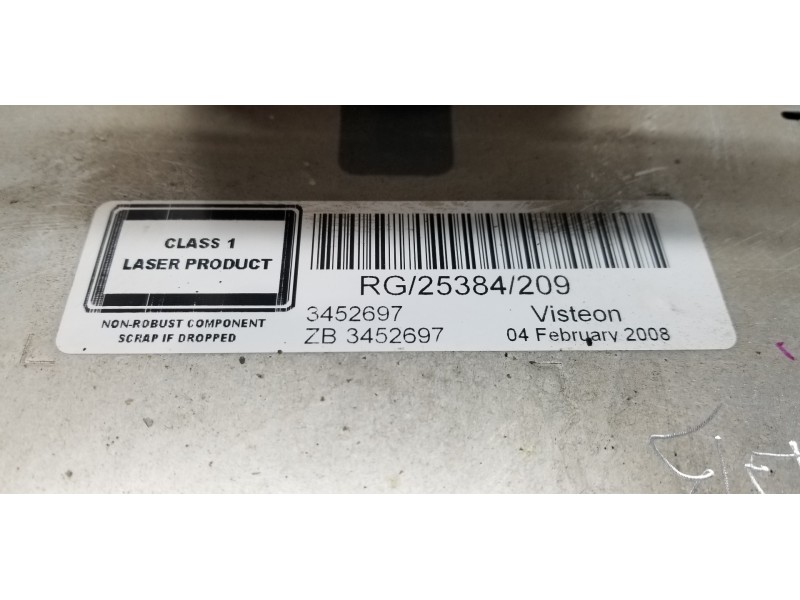 CLASS 1
LASER PRODUCT
NON-ROBUST COMPONENT
SCRAP IF DROPPED
RG/25384/209
3452697 Visteon
ZB 3452697 04 February 2008